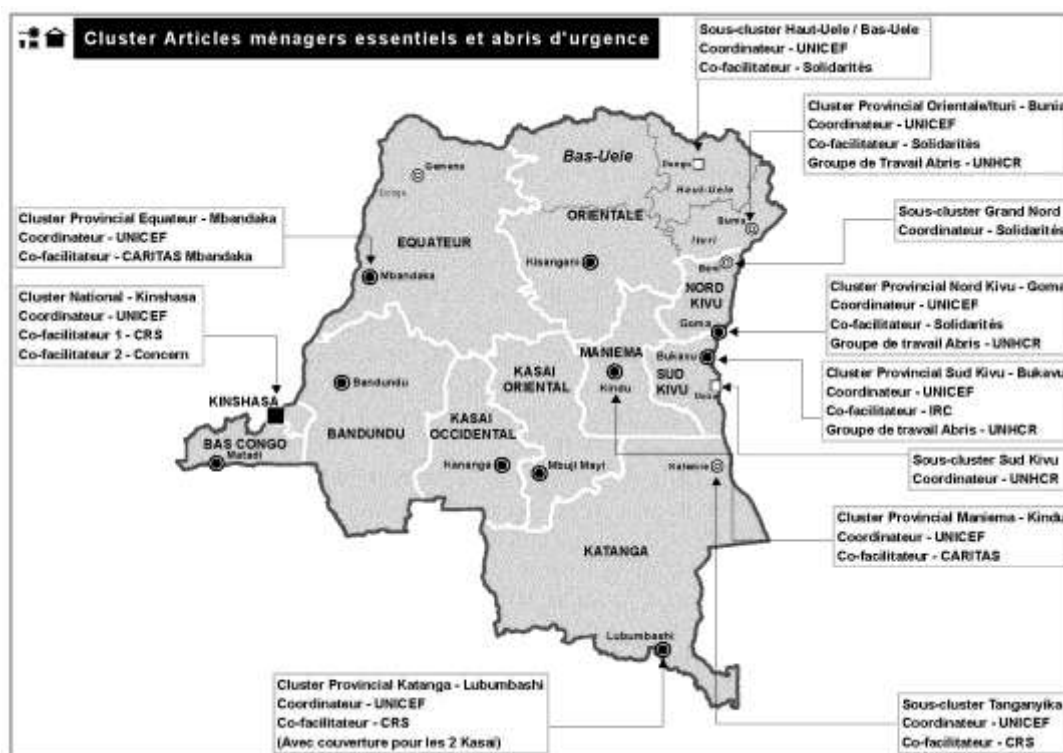 Cluster Articles ménagers essentiels et abris d'urgence
Sous-cluster Haut-Uele / Bas-Uele
Coordinateur - UNICEF
Co-facilitateur - Solidarités
Cluster Provincial Orientale/Ituri - Bunia
Coordinateur - UNICEF
Co-facilitateur - Solidarités
Groupe de Travail Abris - UNHCR
Sous-cluster Grand Nord
Coordinateur - Solidarités
Cluster Provincial Nord Kivu - Goma
Coordinateur - UNICEF
Co-facilitateur - Solidarités
Groupe de travail Abris - UNHCR
Cluster Provincial Sud Kivu - Bukavu
Coordinateur - UNICEF
Co-facilitateur - IRC
Groupe de travail Abris - UNHCR
Sous-cluster Sud Kivu
Coordinateur - UNHCR
Cluster Provincial Maniema - Kindu
Coordinateur - UNICEF
Co-facilitateur - CARITAS
Sous-cluster Tanganyika
Coordinateur - UNICEF
Co-facilitateur - CRS
Cluster Provincial Katanga - Lubumbashi
Coordinateur - UNICEF
Co-facilitateur - CRS
(Avec couverture pour les 2 Kasai)
Cluster Provincial Equateur - Mbandaka
Coordinateur - UNICEF
Co-facilitateur - CARITAS Mbandaka
Cluster National - Kinshasa
Coordinateur - UNICEF
Co-facilitateur 1 - CRS
Co-facilitateur 2 - Concern
Gemena
Bas-Uele
Dungu
Haut-Uele
ORIENTALE
Bunia
Ituri
EQUATEUR
Kisangani
Mbandaka
Beni
NORD
KIVU
Goma
MANIEMA
Bukavu
KASAI
ORIENTAL
SUD
KIVU
Kindu
Bandundu
KINSHASA
KASAI
OCCIDENTAL
BANDUNDU
BAS CONGO
Matadi
Kananga
Mbuji Mayi
Kalemie
KATANGA
Lubumbashi